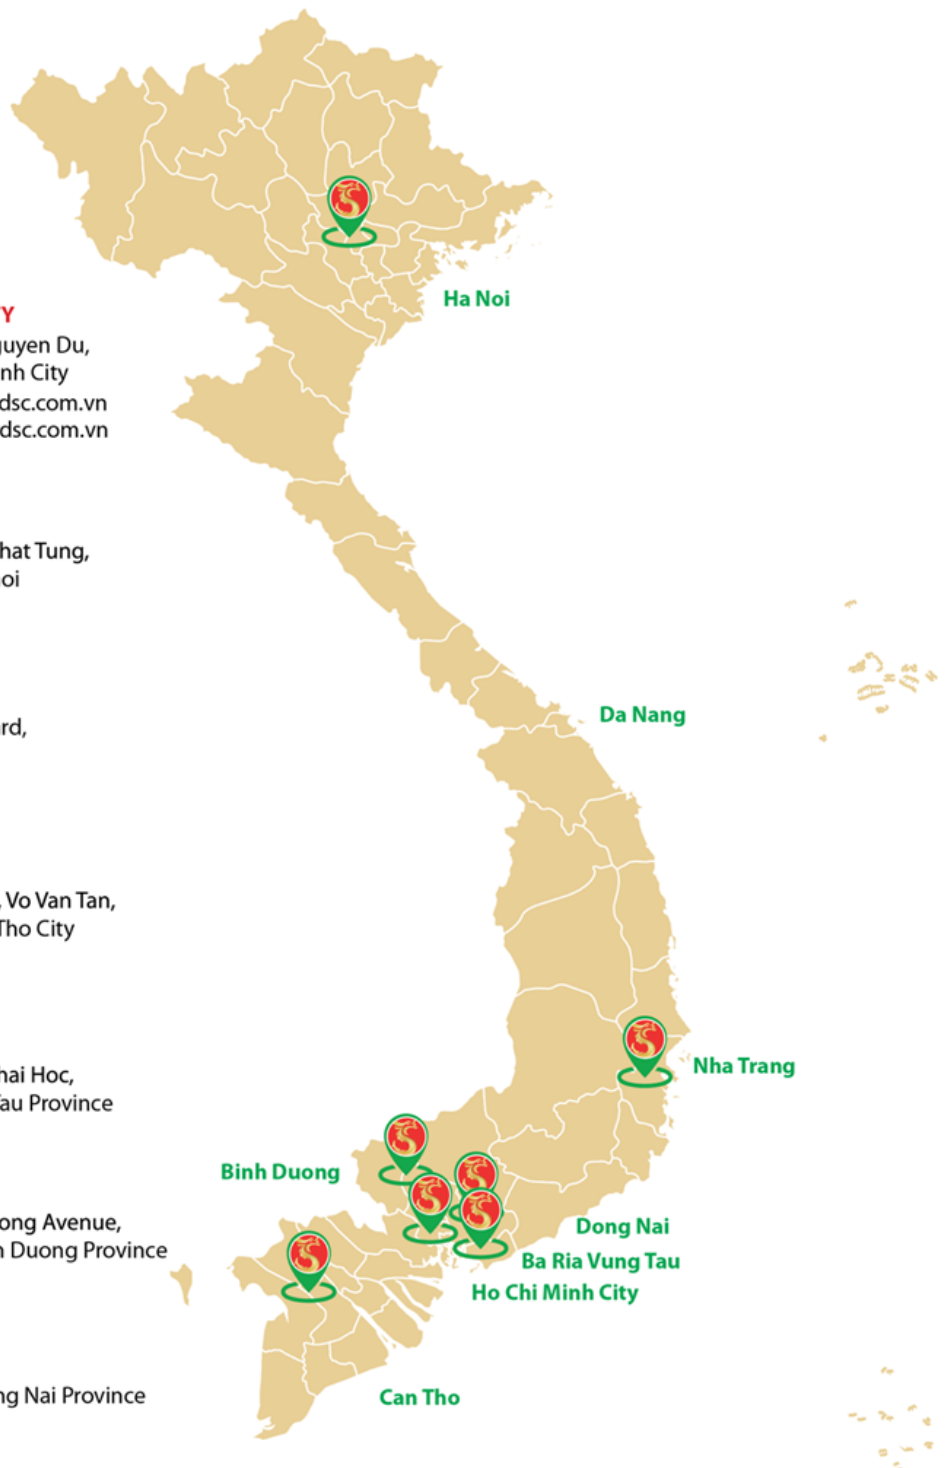 Y
guyen Du,
nh City
dsc.com.vn
dsc.com.vn
hat Tung,
oi
rd,
, Vo Van Tan,
Tho City
hai Hoc,
Tau Province
ong Avenue,
n Duong Province
ng Nai Province
Ha Noi
Da Nang
Nha Trang
Binh Duong
Dong Nai
Ba Ria Vung Tau
Ho Chi Minh City
Can Tho